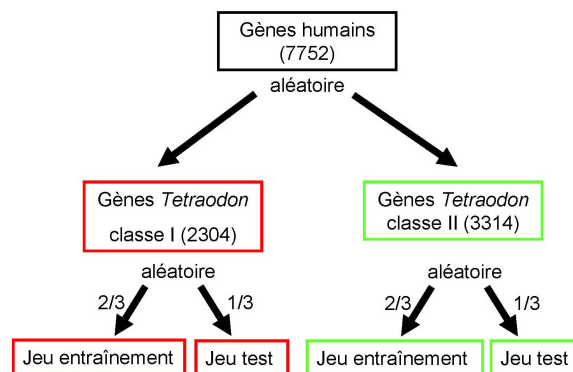 Gènes humains
(7752)
aléatoire
Gènes Tetraodon
classe I (2304)
Gènes Tetraodon
classe II (3314)
aléatoire
aléatoire
2/3
1/3
2/3
1/3
Jeu entraînement
Jeu test
Jeu entraînement
Jeu test